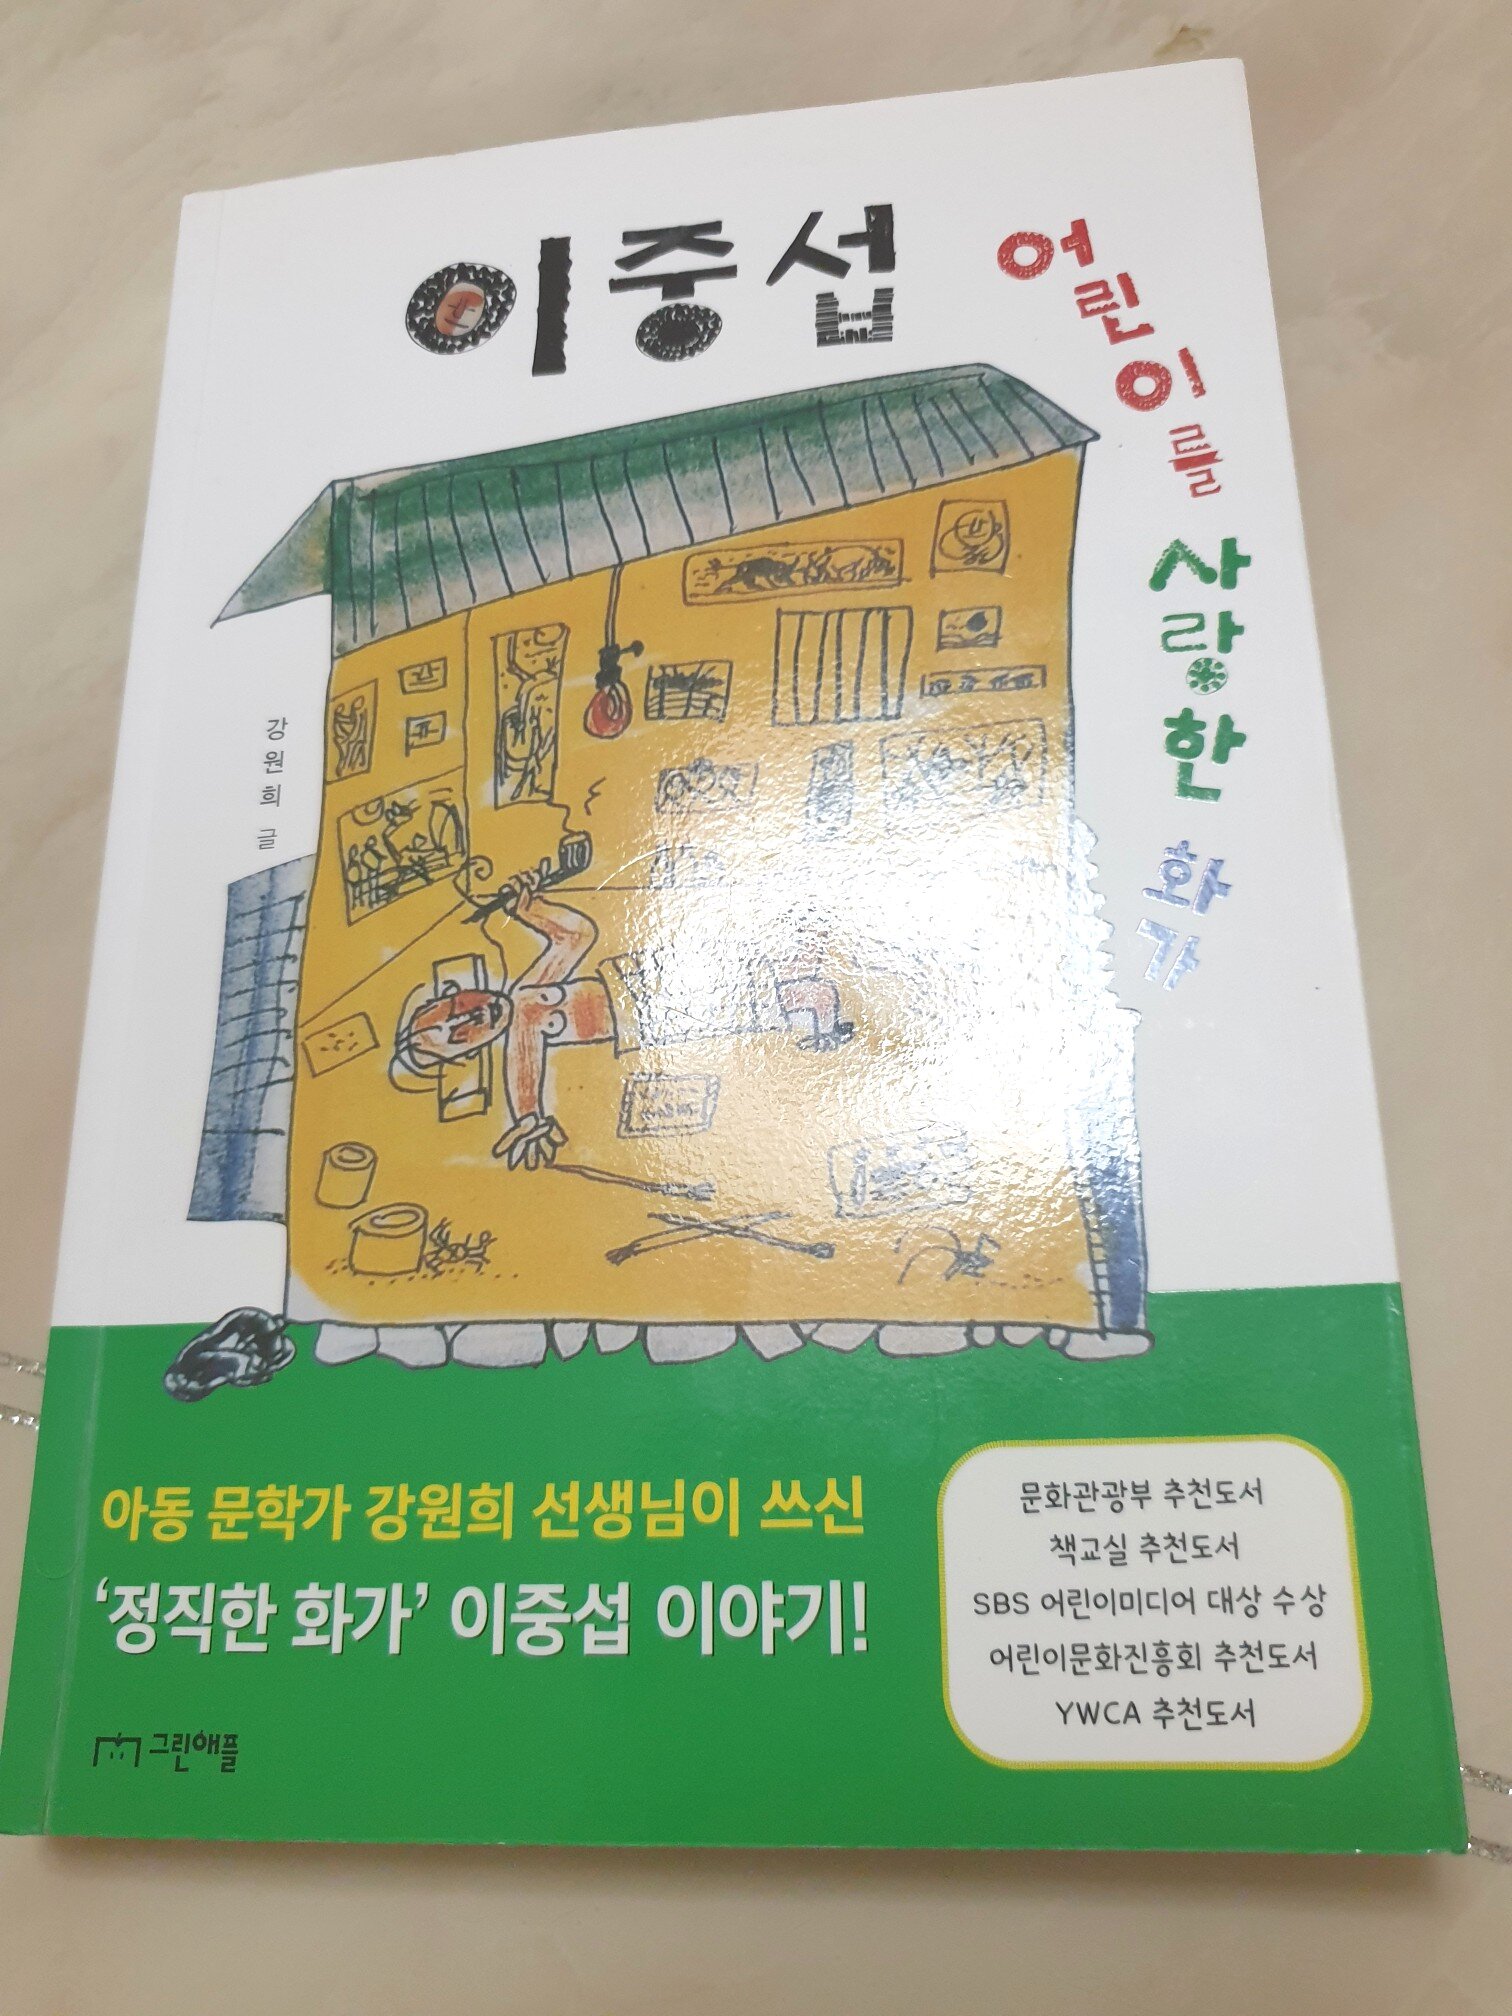 이중섭
어린이를 사랑한 화가
강원희 글
아동 문학가 강원희 선생님이 쓰신
‘정직한 화가’ 이중섭 이야기!
문화관광부 추천도서
책교실 추천도서
SBS 어린이미디어 대상 수상
어린이문화진흥회 추천도서
YWCA 추천도서
그린애플